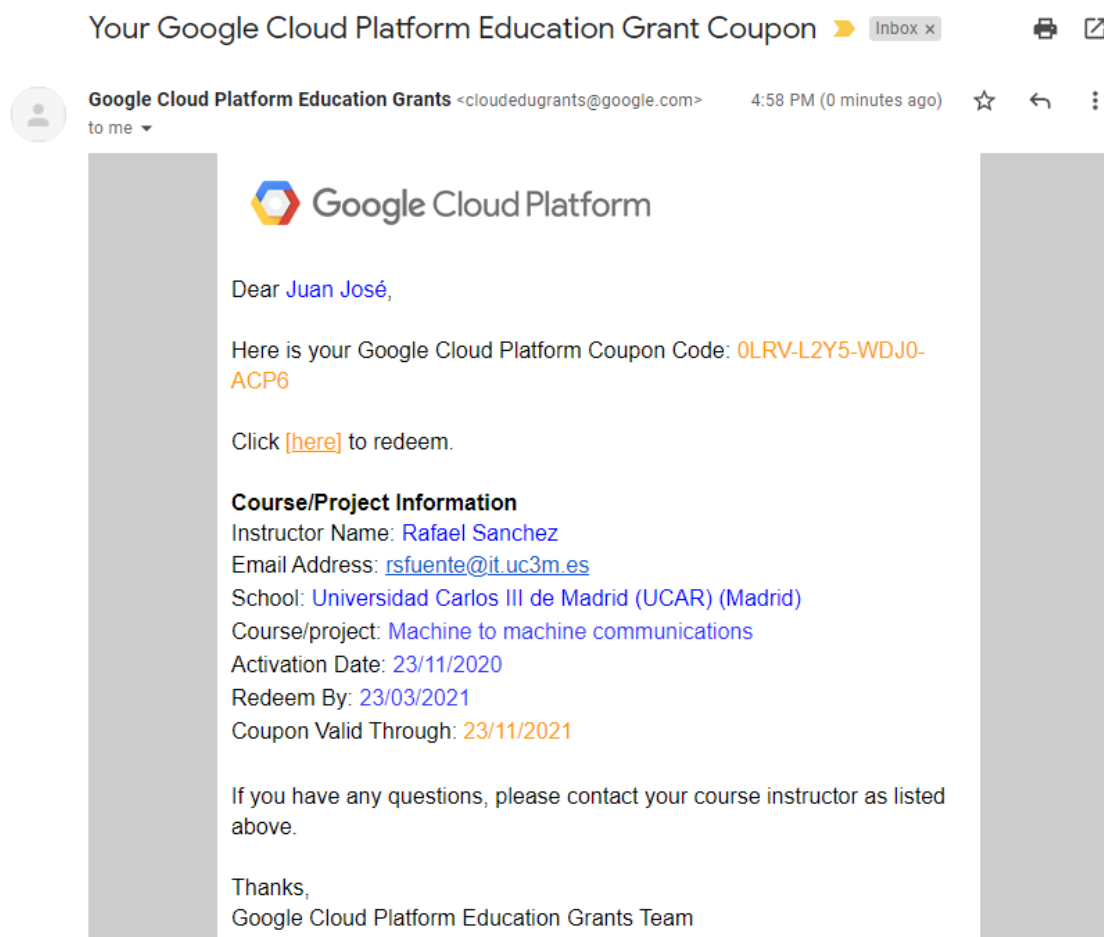 Your Google Cloud Platform Education Grant Coupon Inbox x
Google Cloud Platform Education Grants <cloudedugrants@google.com> 4:58 PM (0 minutes ago)
to me
Google Cloud Platform
Dear Juan José,
Here is your Google Cloud Platform Coupon Code: 0LRV-L2Y5-WDJ0-
ACP6
Click [here] to redeem.
Course/Project Information
Instructor Name: Rafael Sanchez
Email Address: rsfuente@it.uc3m.es
School: Universidad Carlos III de Madrid (UCAR) (Madrid)
Course/project: Machine to machine communications
Activation Date: 23/11/2020
Redeem By: 23/03/2021
Coupon Valid Through: 23/11/2021
If you have any questions, please contact your course instructor as listed
above.
Thanks,
Google Cloud Platform Education Grants Team